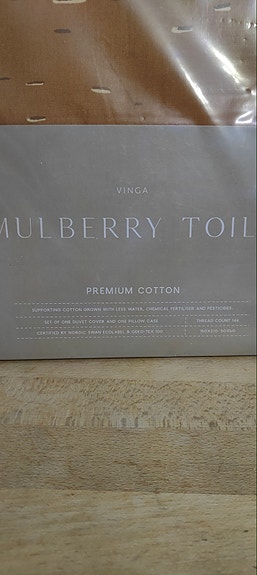 VINGA
MULBERRY TOIL
PREMIUM COTTON
SUPPORTING COTTON GROWN WITH LESS WATER, CHEMICAL FERTILISER AND PESTICIDES
SET OF ONE DUVET COVER AND ONE PILLOW CASE
THREAD COUNT 144
CERTIFIED BY NORDIC SWAN ECOLABEL & OEKO-TEX 100